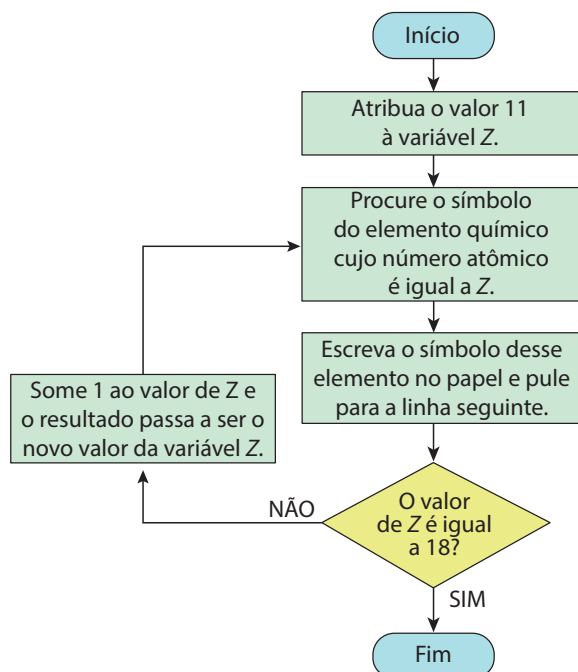 Início
Atribua o valor 11
à variável Z.
Procure o símbolo
do elemento químico
cujo número atômico
é igual a Z.
Escreva o símbolo desse
elemento no papel e pule
para a linha seguinte.
Some 1 ao valor de Z e
o resultado passa a ser o
novo valor da variável Z.
NÃO
O valor
de Z é igual
a 18?
SIM
Fim